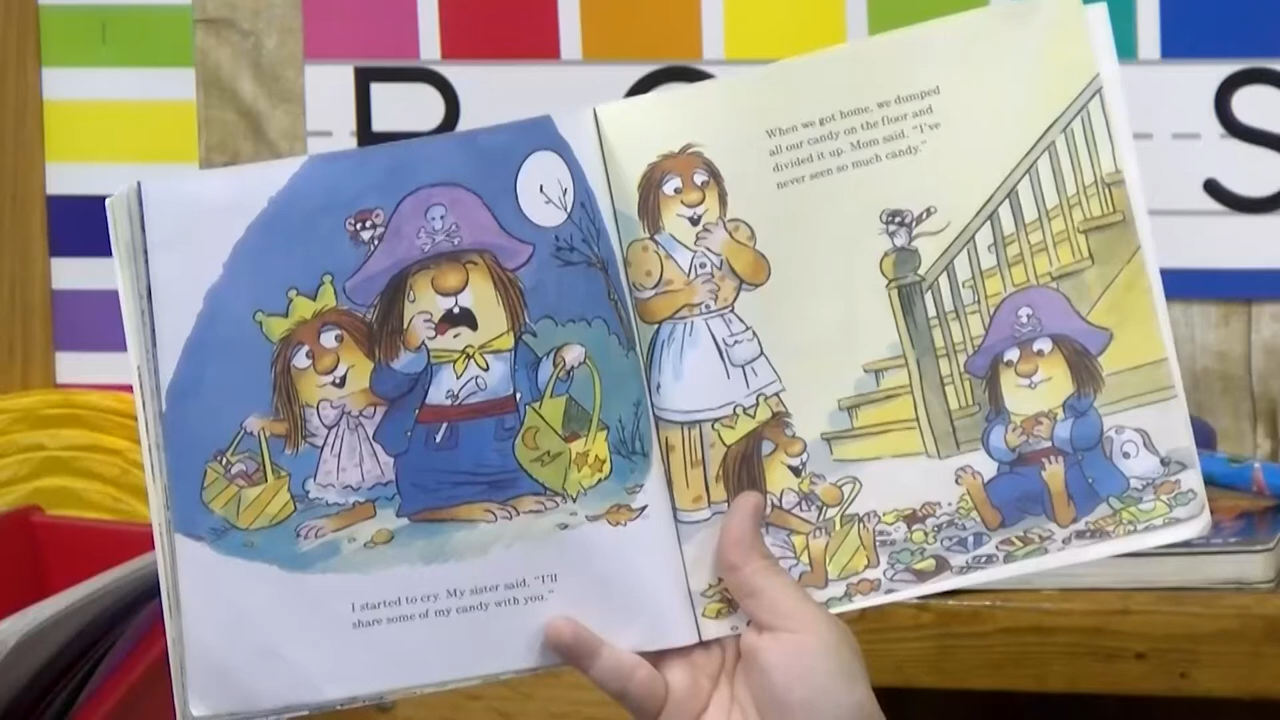 P
S
I started to cry. My sister said, "I'll
share some of my candy with you."
When we got home, we dumped
all our candy on the floor and
divided it up. Mom said, "I've
never seen so much candy."